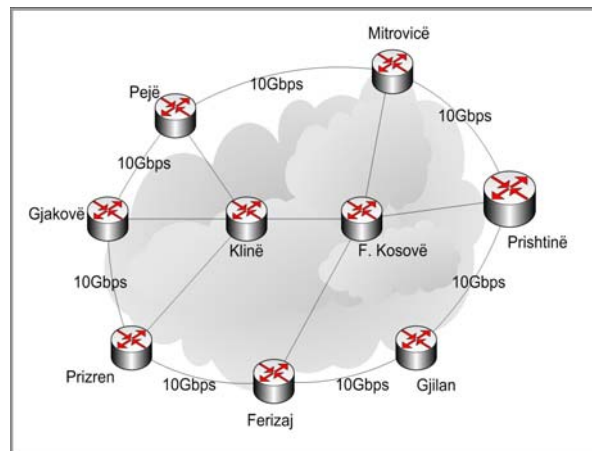 Mitrovicë
10Gbps
Pejë
10Gbps
10Gbps
Gjakovë
Klinë
F. Kosovë
Prishtinë
10Gbps
10Gbps
Prizren
10Gbps
10Gbps
Gjilan
Ferizaj